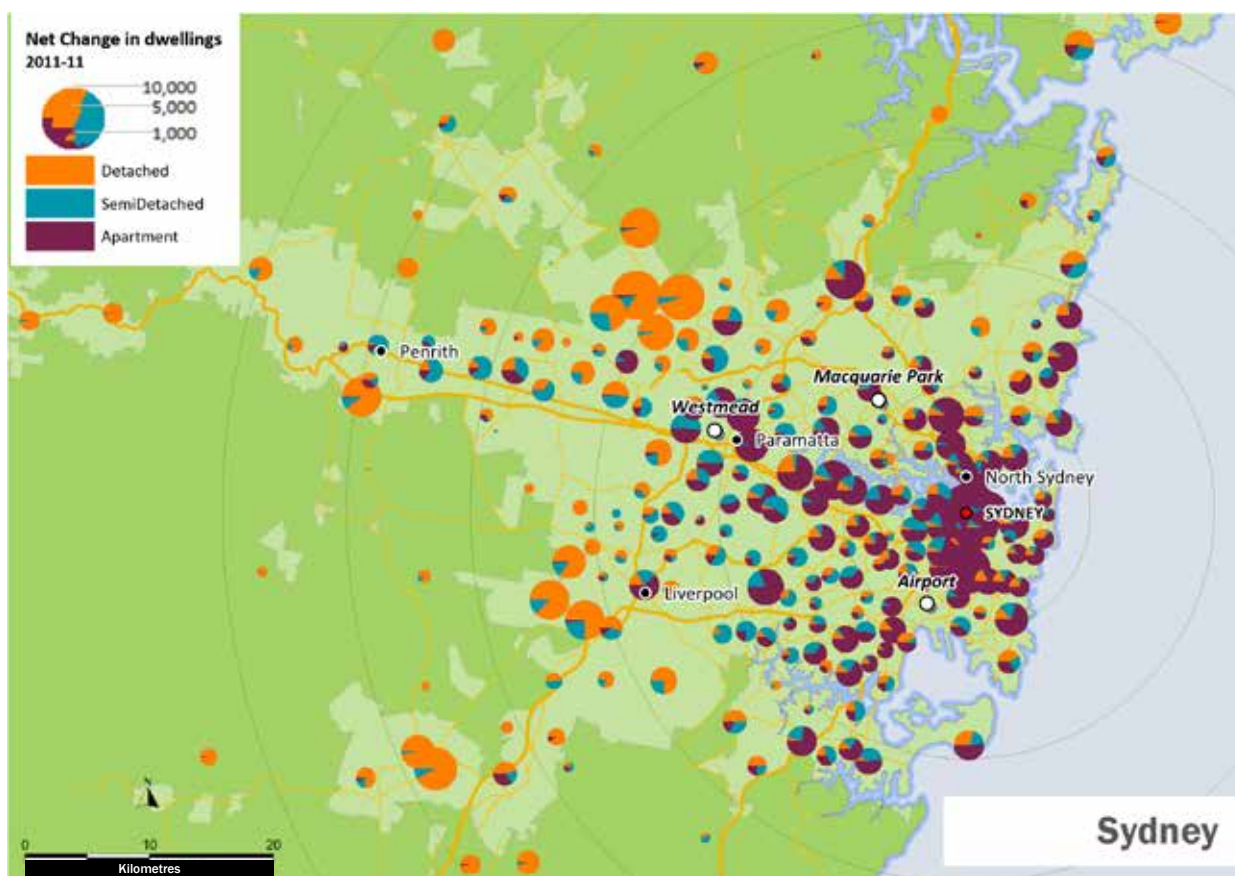 Net Change in dwellings
2011-11
10,000
5,000
1,000
Detached
SemiDetached
Apartment
Penrith
Macquarie Park
Westmead
Paramatta
North Sydney
SYDNEY
Airport
Liverpool
N
0 10 20
Kilometres
Sydney